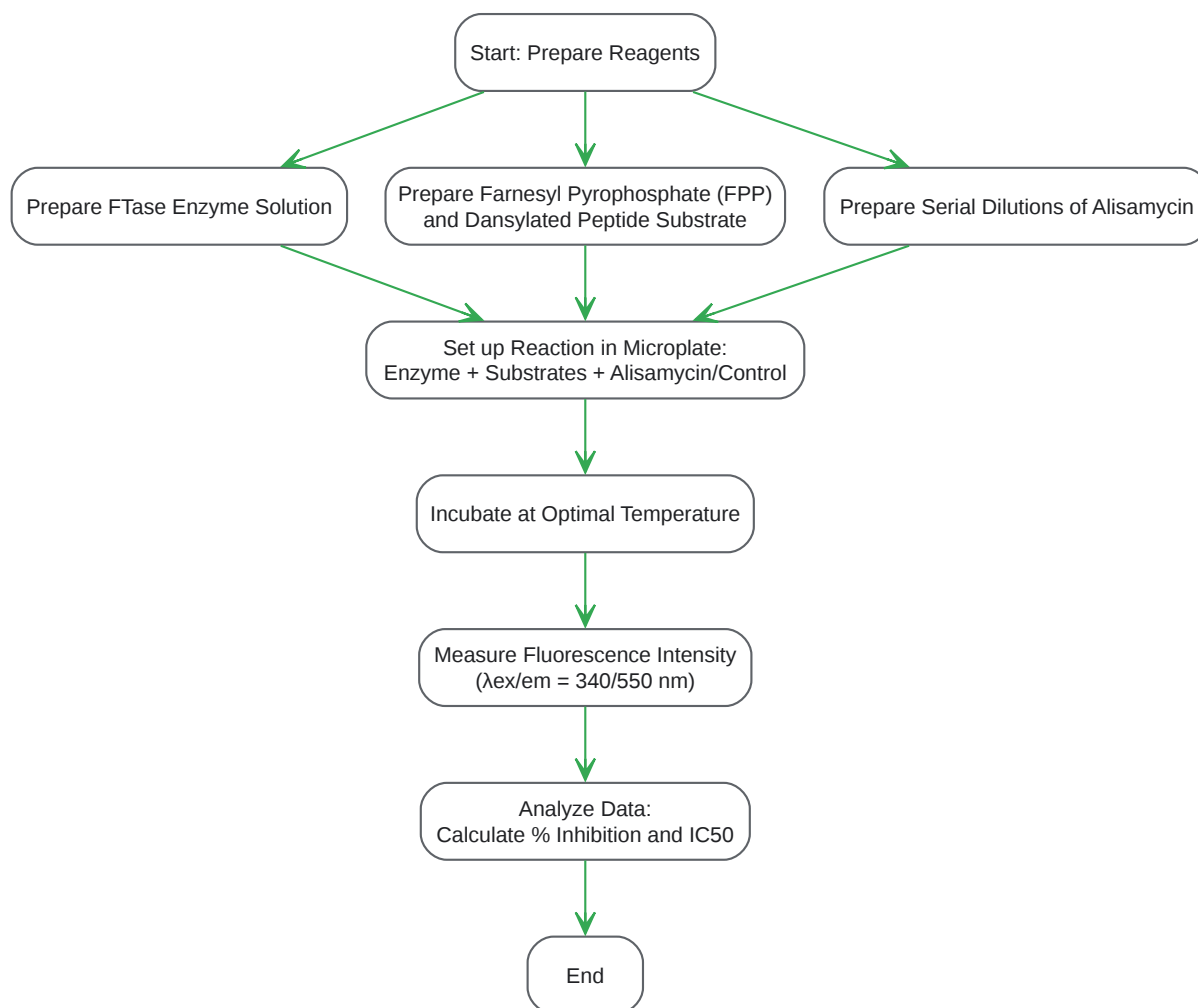 Start: Prepare Reagents
Prepare FTase Enzyme Solution
Prepare Farnesyl Pyrophosphate (FPP)
and Dansylated Peptide Substrate
Prepare Serial Dilutions of Alisamycin
Set up Reaction in Microplate:
Enzyme + Substrates + Alisamycin/Control
Incubate at Optimal Temperature
Measure Fluorescence Intensity
(λex/em = 340/550 nm)
Analyze Data:
Calculate % Inhibition and IC50
End